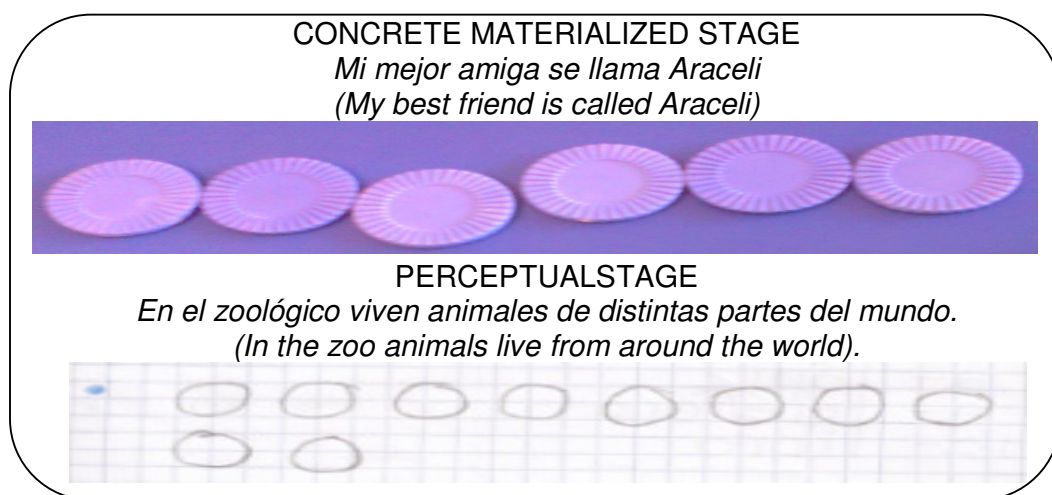 CONCRETE MATERIALIZED STAGE
Mi mejor amiga se llama Araceli
(My best friend is called Araceli)
PERCEPTUALSTAGE
En el zoológico viven animales de distintas partes del mundo.
(In the zoo animals live from around the world).